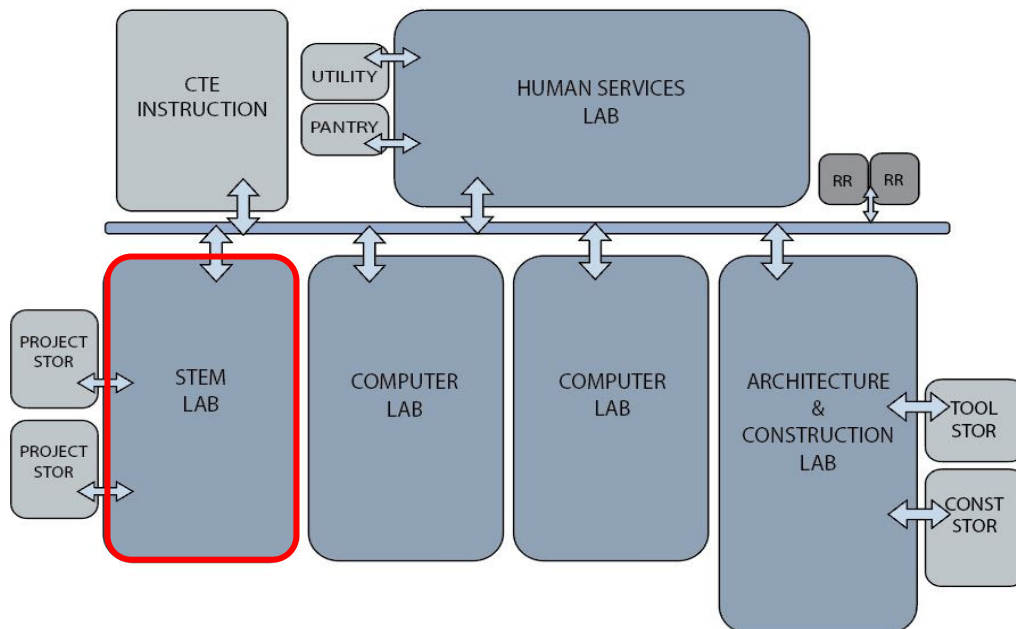 CTE
INSTRUCTION
UTILITY
PANTRY
HUMAN SERVICES
LAB
RR
RR
PROJECT
STOR
PROJECT
STOR
STEM
LAB
COMPUTER
LAB
COMPUTER
LAB
ARCHITECTURE
&
CONSTRUCTION
LAB
TOOL
STOR
CONST
STOR